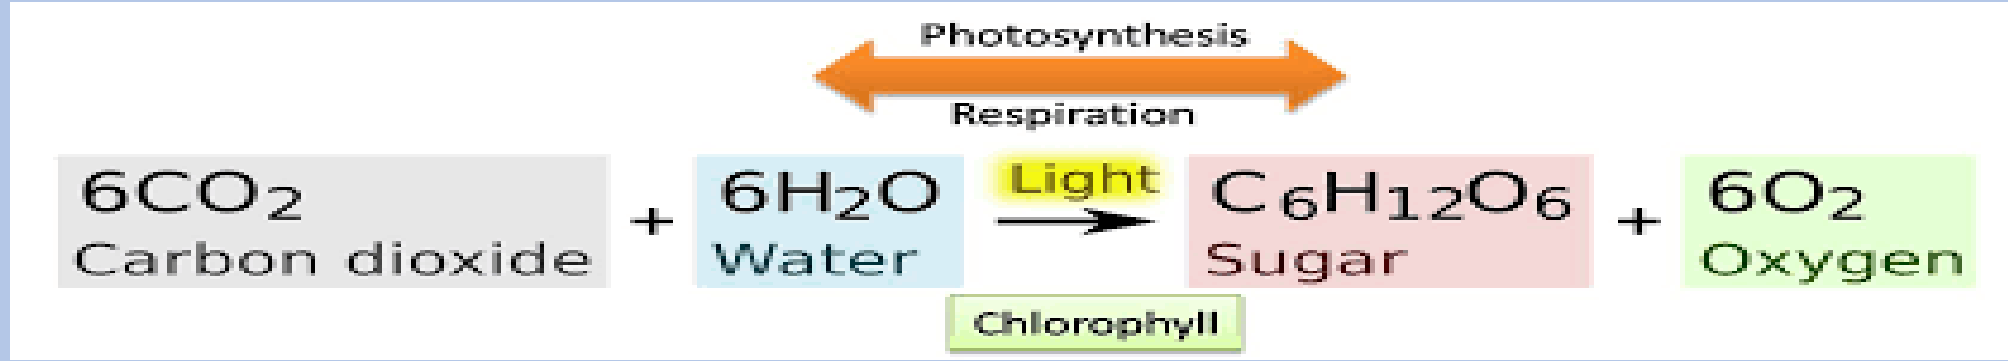 Photosynthesis
Respiration
6CO₂ + 6H₂O Light C₆H₁₂O₆ + 6O₂
Carbon dioxide Water Sugar Oxygen
Chlorophyll